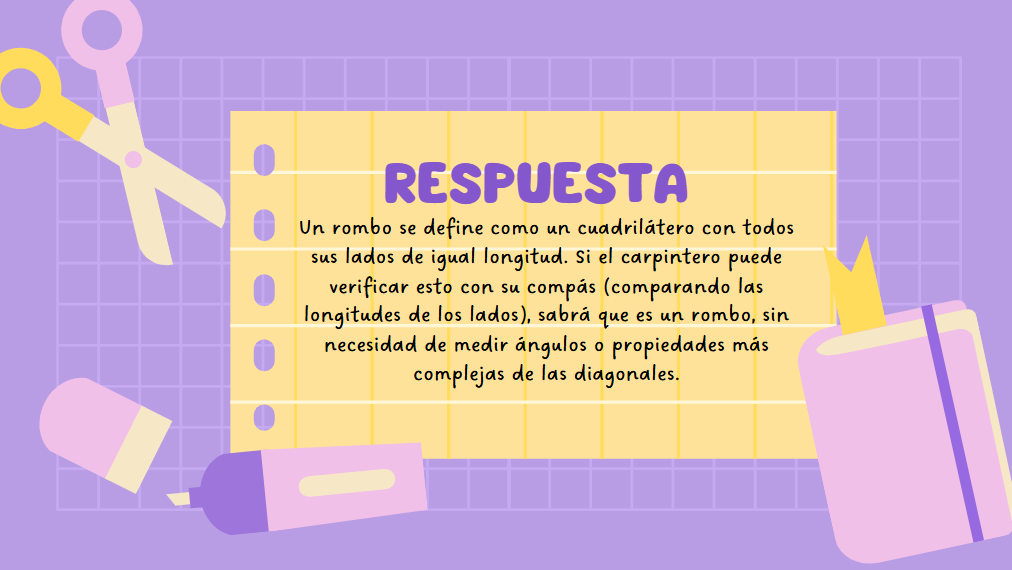 RESPUESTA
Un rombo se define como un cuadrilátero con todos
sus lados de igual longitud. Si el carpintero puede
verificar esto con su compás (comparando las
longitudes de los lados), sabrá que es un rombo, sin
necesidad de medir ángulos o propiedades más
complejas de las diagonales.